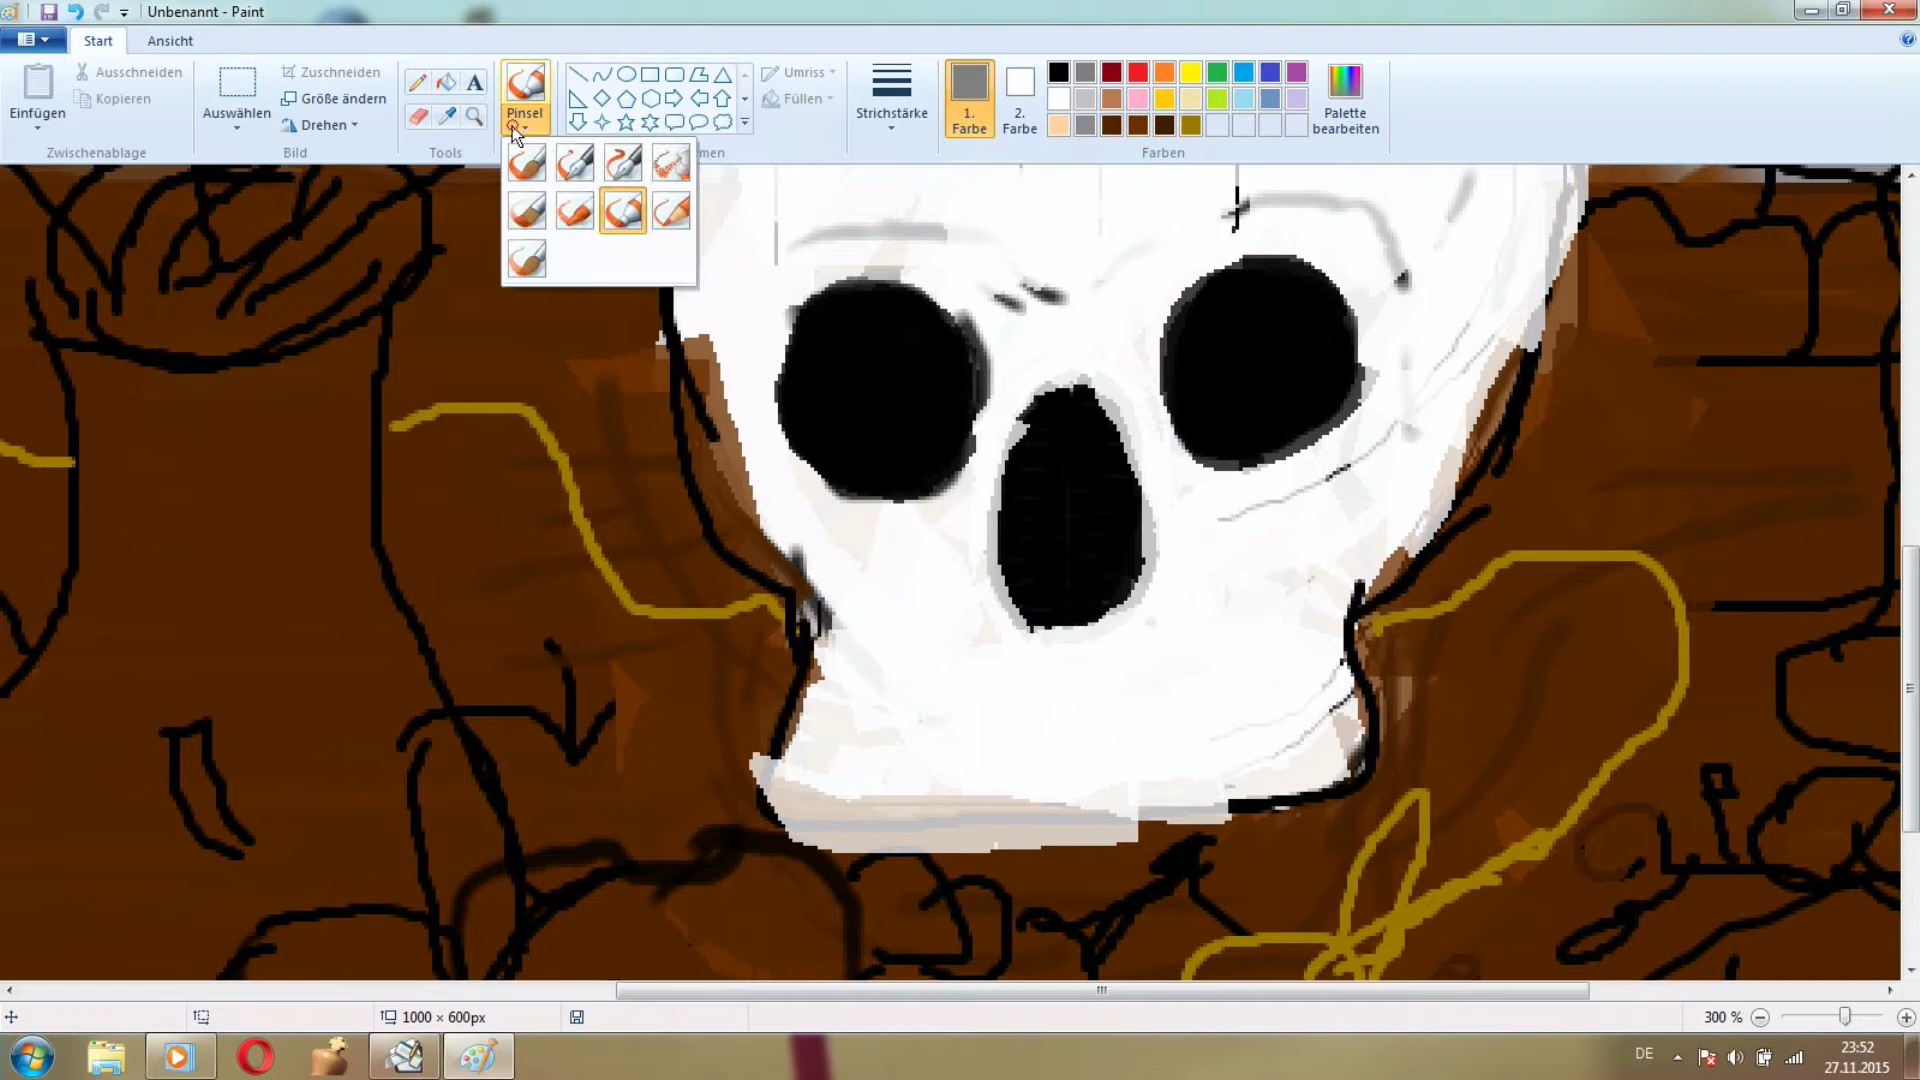 Unbenannt - Paint
Start
Ansicht
Einfügen
Ausschneiden
Kopieren
Zwischenablage
Auswählen
Zuschneiden
Größe ändern
Drehen
Bild
A
Tools
Pinsel
Umriss
Füllen
men
Strichstärke
1.
Farbe
2.
Farbe
Palette
bearbeiten
Farben
1000 × 600px
300 %
DE
23:52
27.11.2015